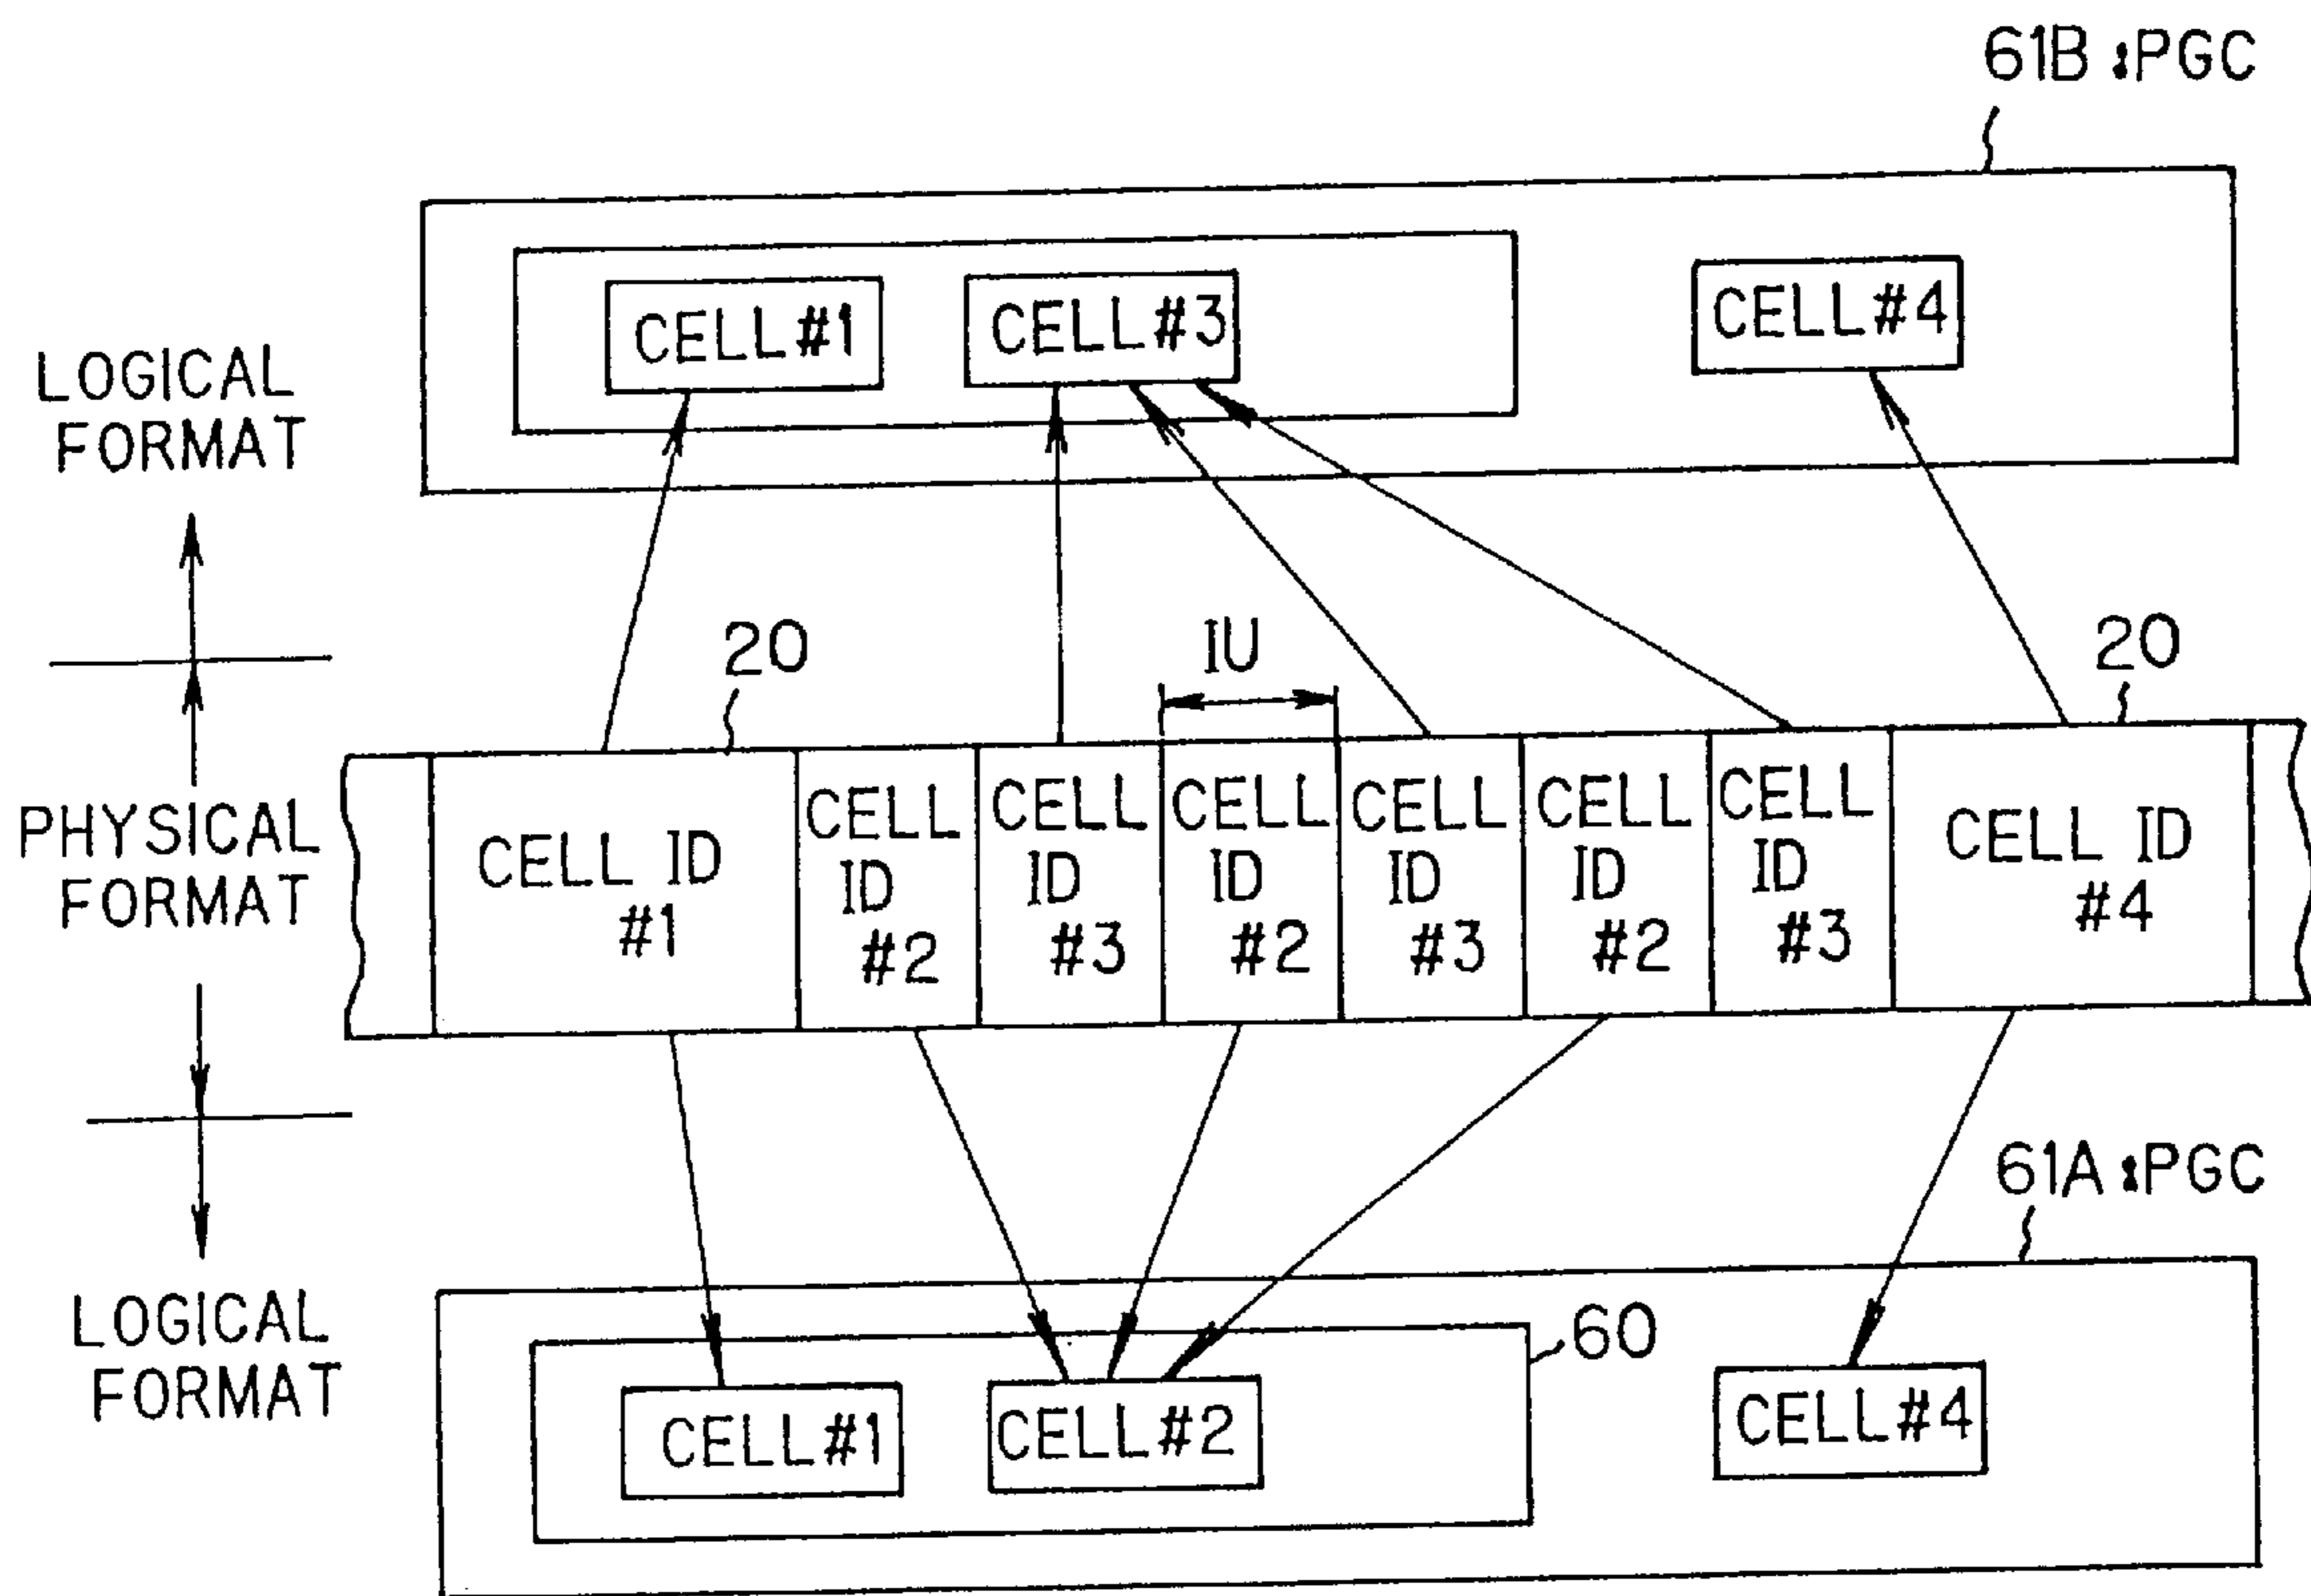 61B :PGC
CELL #1
CELL #3
CELL #4
LOGICAL
FORMAT
20
IU
20
PHYSICAL
FORMAT
CELL ID
#1
CELL
ID
#2
CELL
ID
#3
CELL
ID
#2
CELL
ID
#3
CELL
ID
#2
CELL
ID
#3
CELL ID
#4
61A :PGC
LOGICAL
FORMAT
60
CELL #1
CELL #2
CELL #4